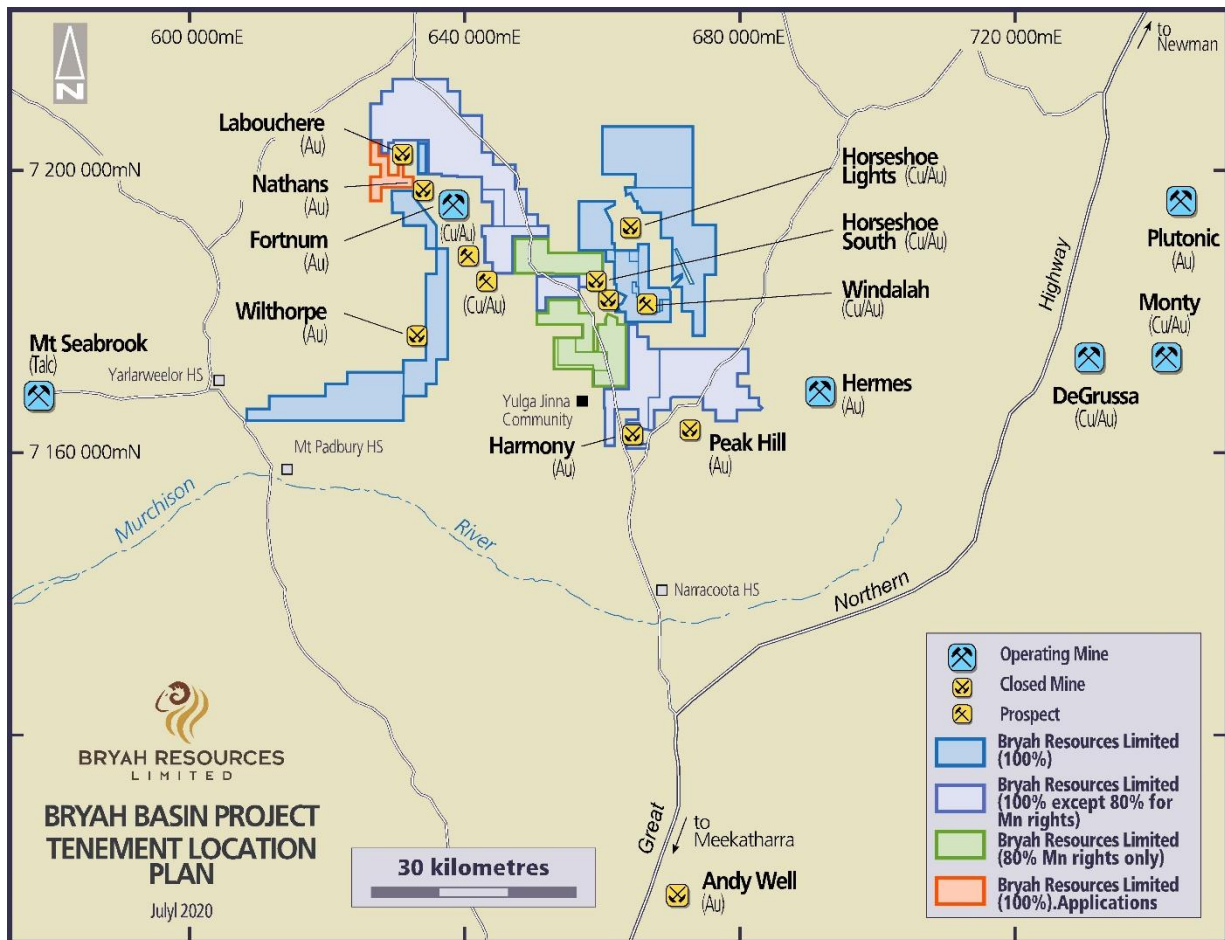 600 000mE
640 000mE
680 000mE
720 000mE
to
Newman
N
Labouchere
(Au)
7 200 000mN
Nathans
(Au)
Fortnum
(Au)
(Cu/Au)
(Cu/Au)
Wilthorpe
(Au)
Horseshoe
Lights (Cu/Au)
Horseshoe
South (Cu/Au)
Windalah
(Cu/Au)
Plutonic
(Au)
Monty
(Cu/Au)
Highway
Mt Seabrook
(Talc)
Yarlarweelor HS
Hermes
(Au)
DeGrussa
(Cu/Au)
Yulga Jinna
Community
Harmony
(Au)
Peak Hill
(Au)
7 160 000mN
Mt Padbury HS
Murchison
River
Narracoota HS
Northern
Great
to
Meekatharra
Andy Well
(Au)
BRYAH RESOURCES
LIMITED
BRYAH BASIN PROJECT
TENEMENT LOCATION
PLAN
Julyl 2020
30 kilometres
Operating Mine
Closed Mine
Prospect
Bryah Resources Limited
(100%)
Bryah Resources Limited
(100% except 80% for
Mn rights)
Bryah Resources Limited
(80% Mn rights only)
Bryah Resources Limited
(100%).Applications